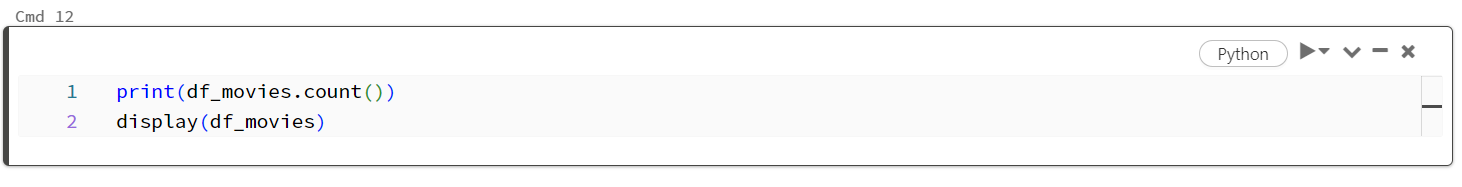 Cmd 12
Python
1 print(df_movies.count())
2 display(df_movies)